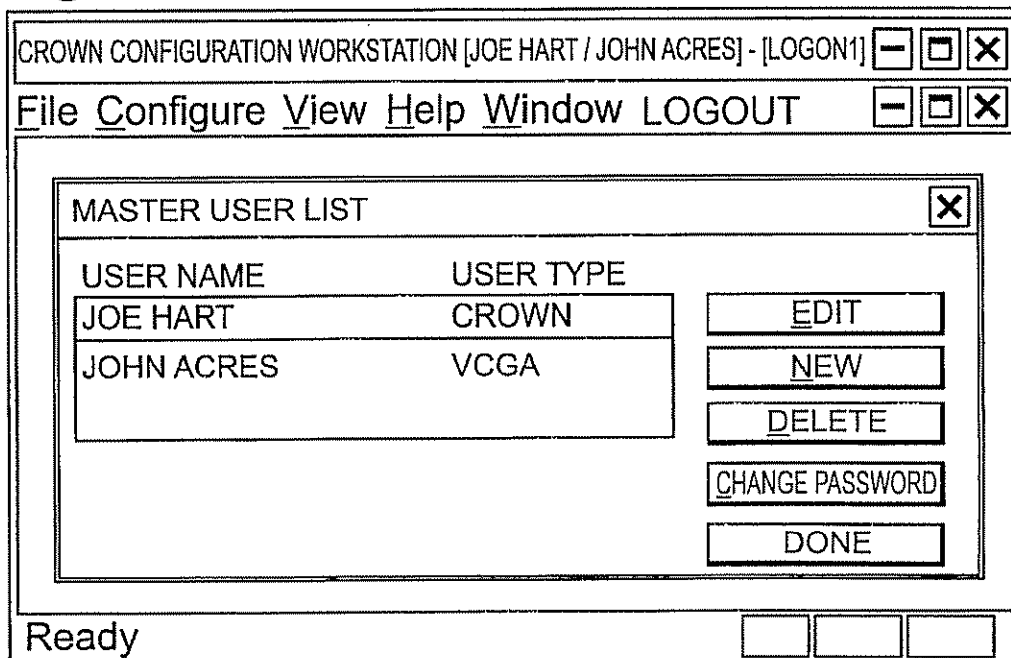 CROWN CONFIGURATION WORKSTATION [JOE HART / JOHN ACRES] - [LOGON1]
File Configure View Help Window LOGOUT
MASTER USER LIST
USER NAME USER TYPE
JOE HART CROWN
JOHN ACRES VCGA
EDIT
NEW
DELETE
CHANGE PASSWORD
DONE
Ready